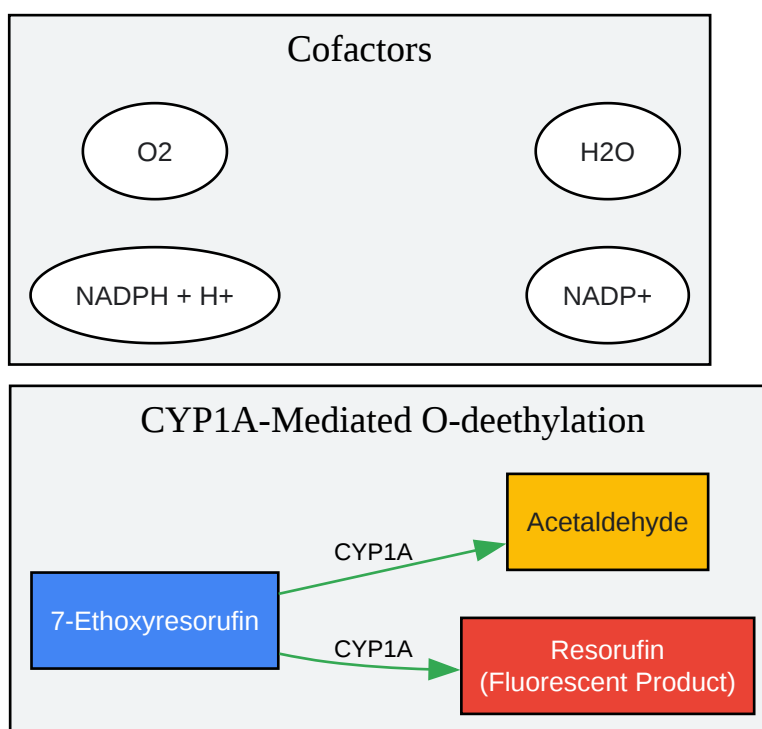 Cofactors
O2
H2O
NADPH + H+
NADP+
CYP1A-Mediated O-deethylation
Acetaldehyde
CYP1A
7-Ethoxyresorufin
CYP1A
Resorufin
(Fluorescent Product)